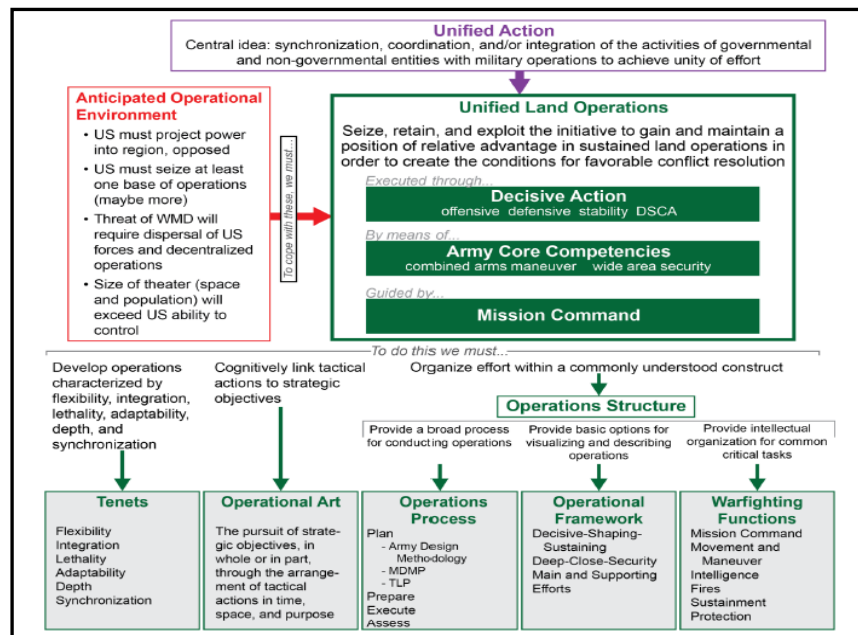 Unified Action
Central idea: synchronization, coordination, and/or integration of the activities of governmental
and non-governmental entities with military operations to achieve unity of effort
Anticipated Operational
Environment
• US must project power
into region, opposed
• US must seize at least
one base of operations
(maybe more)
• Threat of WMD will
require dispersal of US
forces and decentralized
operations
• Size of theater (space
and population) will
exceed US ability to
control
To cope with these, we must...
Unified Land Operations
Seize, retain, and exploit the initiative to gain and maintain a
position of relative advantage in sustained land operations in
order to create the conditions for favorable conflict resolution
Executed through...
Decisive Action
offensive defensive stability DSCA
By means of...
Army Core Competencies
combined arms maneuver wide area security
Guided by...
Mission Command
To do this we must...
Develop operations
characterized by
flexibility, integration,
lethality, adaptability,
depth, and
synchronization
Cognitively link tactical
actions to strategic
objectives
Organize effort within a commonly understood construct
Operations Structure
Provide a broad process
for conducting operations
Provide basic options for
visualizing and describing
operations
Provide intellectual
organization for common
critical tasks
Tenets
Flexibility
Integration
Lethality
Adaptability
Depth
Synchronization
Operational Art
The pursuit of strate-
gic objectives, in
whole or in part,
through the arrange-
ment of tactical
actions in time,
space, and purpose
Operations
Process
Plan
- Army Design
Methodology
- MDMP
- TLP
Prepare
Execute
Assess
Operational
Framework
Decisive-Shaping-
Sustaining
Deep-Close-Security
Main and Supporting
Efforts
Warfighting
Functions
Mission Command
Movement and
Maneuver
Intelligence
Fires
Sustainment
Protection